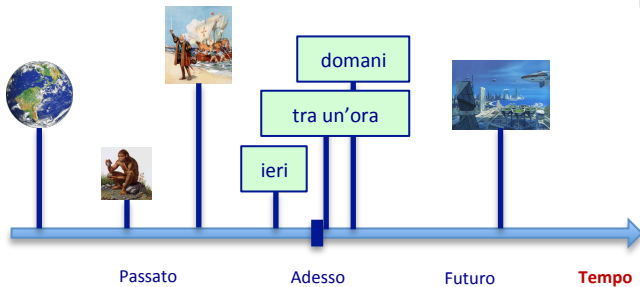 domani
tra un'ora
ieri
Passato
Adesso
Futuro
Tempo